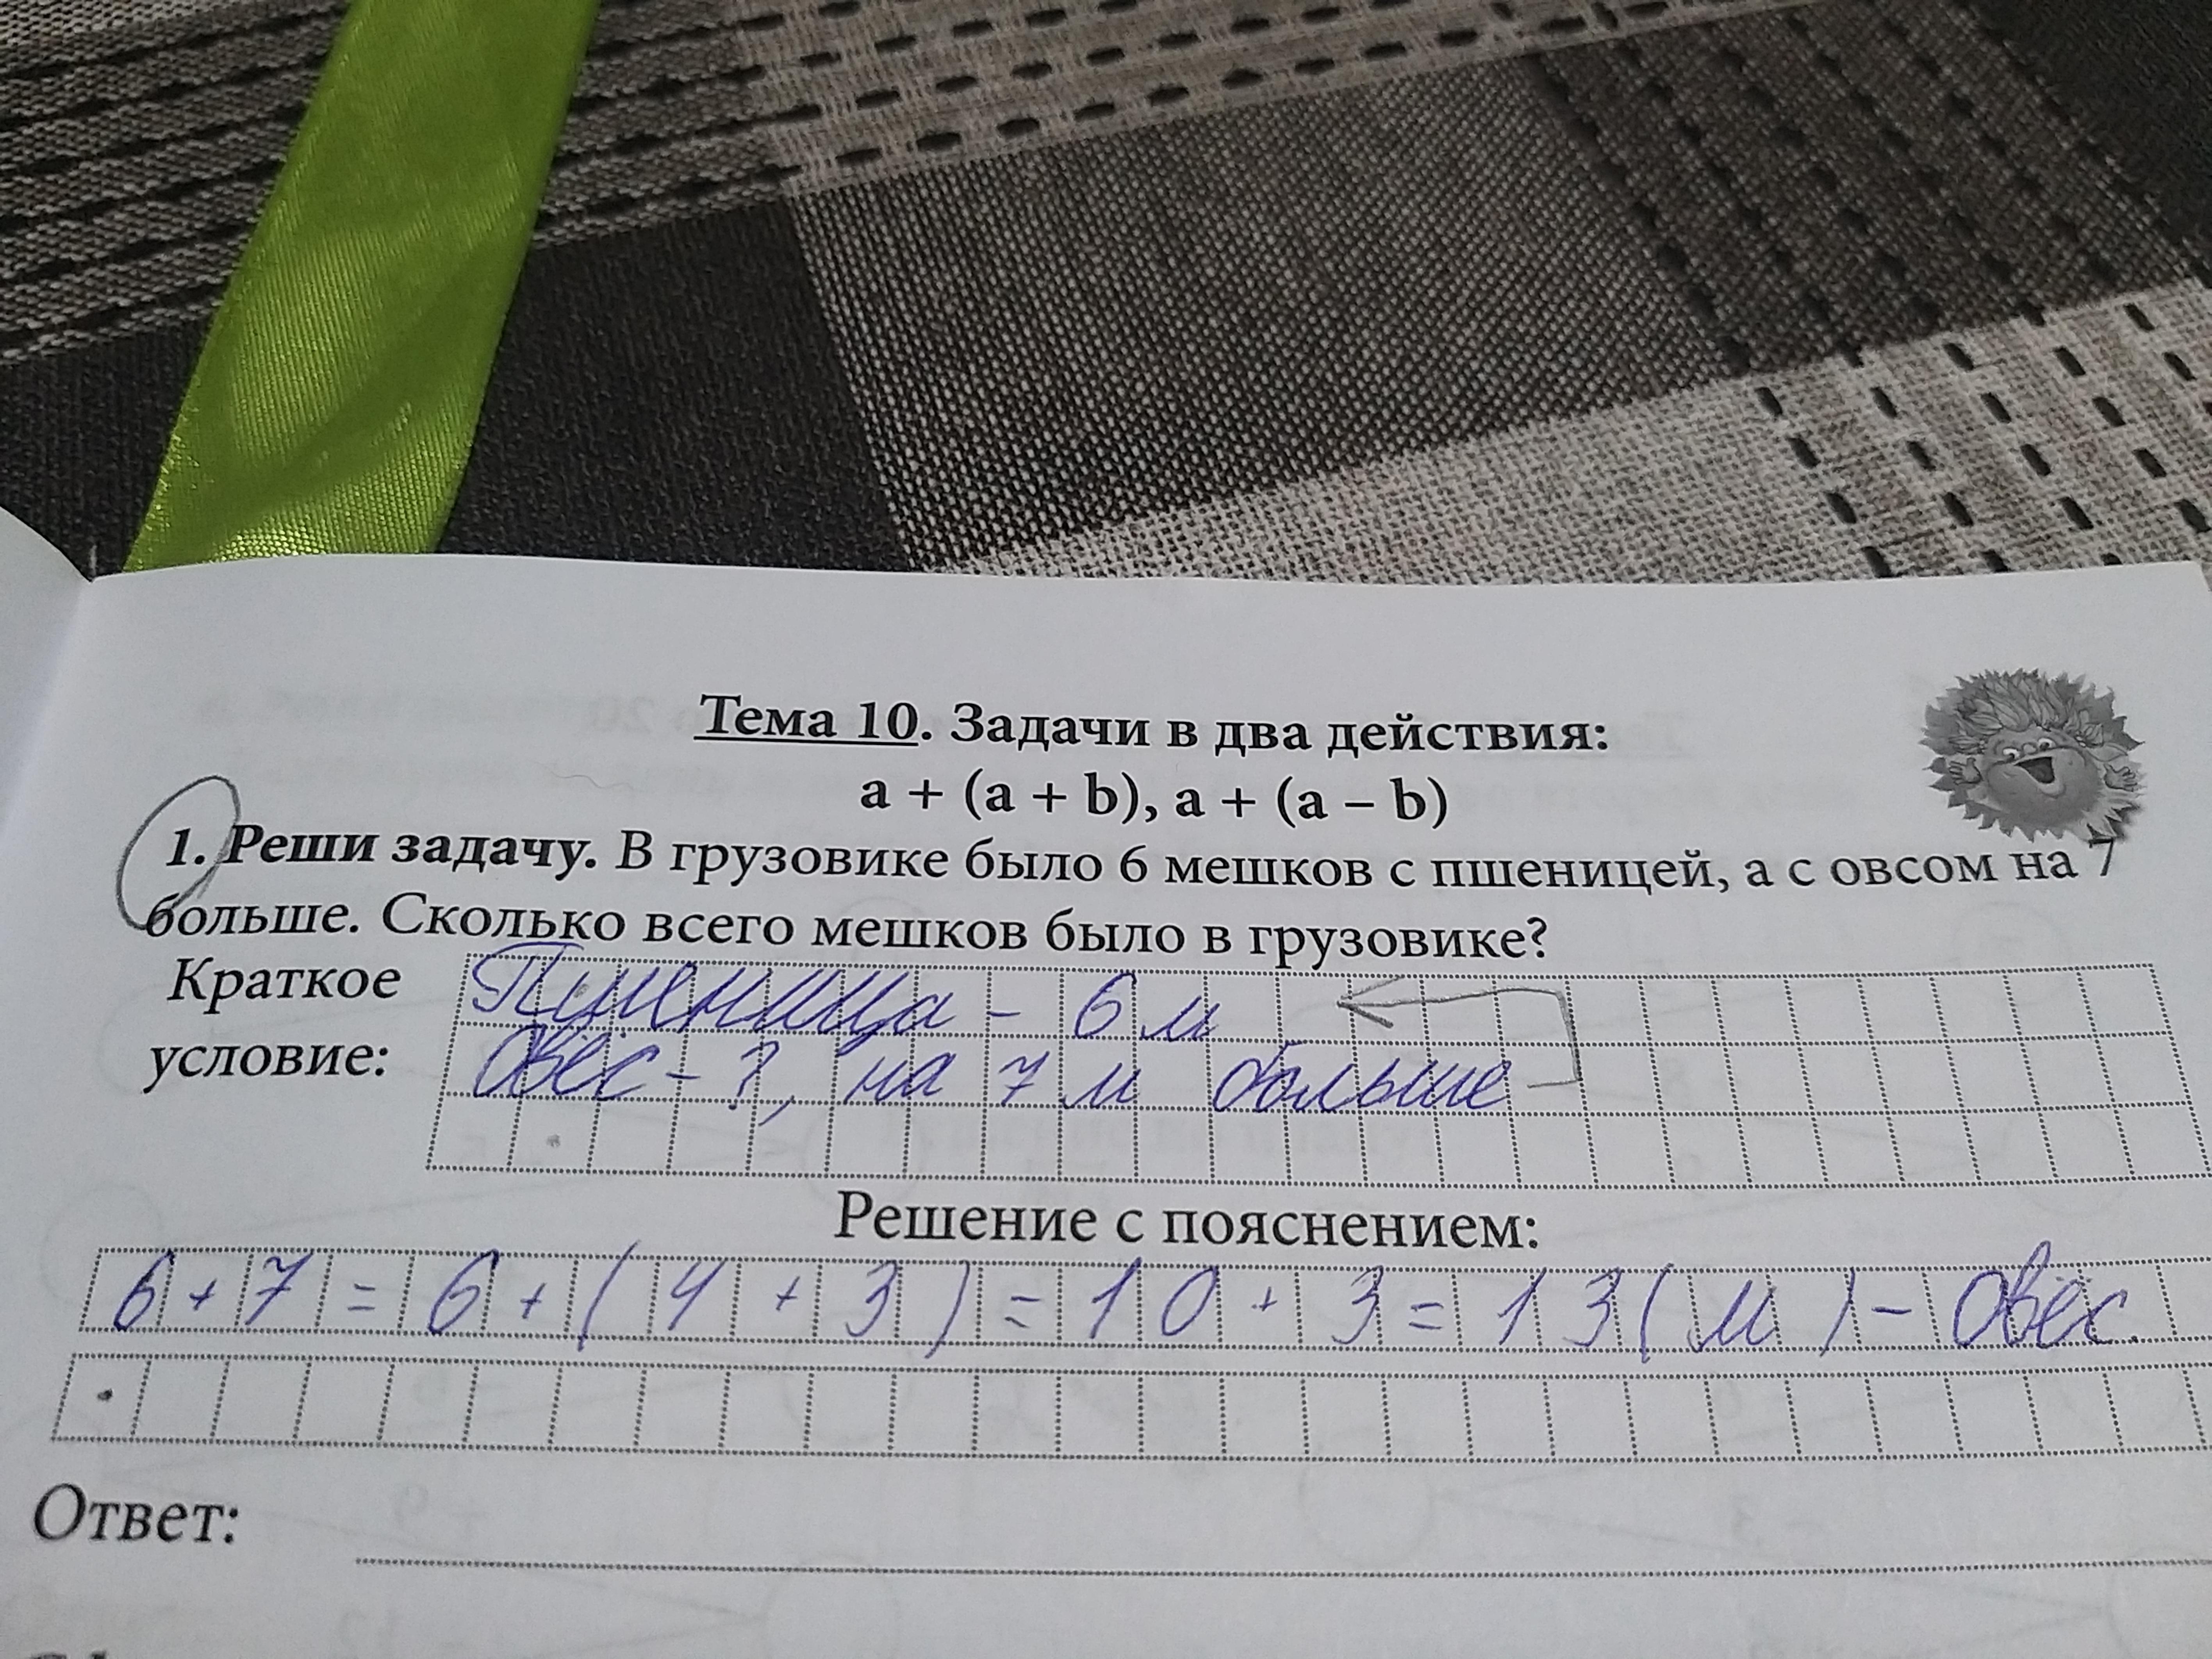 Тема 10. Задачи в два действия:
a + (a + b), a + (a – b)
1. Реши задачу. В грузовике было 6 мешков с пшеницей, а с овсом на 7
больше. Сколько всего мешков было в грузовике?
Краткое
условие:
Пшеница - 6 м
Овёс - ?, на 7 м больше
Решение с пояснением:
6 + 7 = 6 + ( 4 + 3 ) = 10 + 3 = 13 ( м ) - овёс.
Ответ: